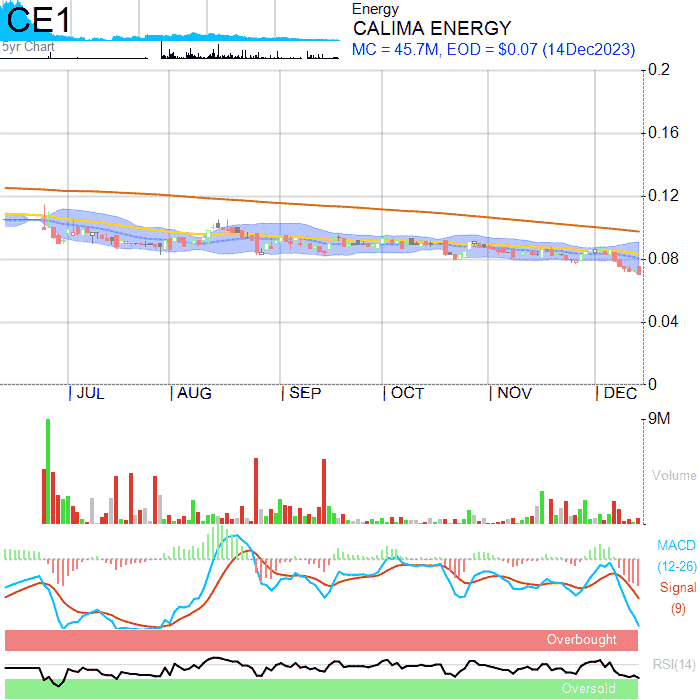 CE1
5yr Chart
Energy
CALIMA ENERGY
MC = 45.7M, EOD = $0.07 (14Dec2023)
0.2
0.16
0.12
0.08
0.04
0
JUL
AUG
SEP
OCT
NOV
DEC
9M
Volume
MACD
(12-26)
Signal
(9)
Overbought
RSI(14)
Oversold